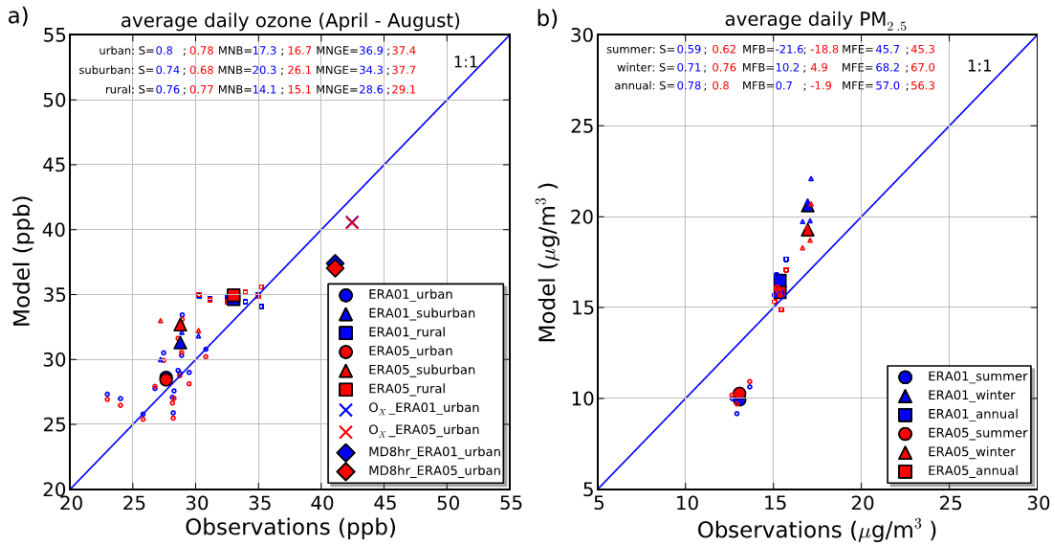 a)
average daily ozone (April - August)
urban: S=0.8 ; 0.78 MNB=17.3 ; 16.7 MNGE=36.9 ; 37.4
suburban: S=0.74 ; 0.68 MNB=20.3 ; 26.1 MNGE=34.3 ; 37.7
rural: S=0.76 ; 0.77 MNB=14.1 ; 15.1 MNGE=28.6 ; 29.1
1:1
55
50
45
40
35
30
25
20
Model (ppb)
ERA01_urban
ERA01_suburban
ERA01_rural
ERA05_urban
ERA05_suburban
ERA05_rural
O_X_ERA01_urban
O_X_ERA05_urban
MD8hr_ERA01_urban
MD8hr_ERA05_urban
20 25 30 35 40 45 50 55
Observations (ppb)
b)
average daily PM2.5
summer: S=0.59 ; 0.62 MFB=-21.6 ; -18.8 MFE=45.7 ; 45.3
winter: S=0.71 ; 0.76 MFB=10.2 ; 4.9 MFE=68.2 ; 67.0
annual: S=0.78 ; 0.8 MFB=0.7 ; -1.9 MFE=57.0 ; 56.3
1:1
30
25
20
15
10
5
Model (μg/m³)
ERA01_summer
ERA01_winter
ERA01_annual
ERA05_summer
ERA05_winter
ERA05_annual
5 10 15 20 25 30
Observations (μg/m³)